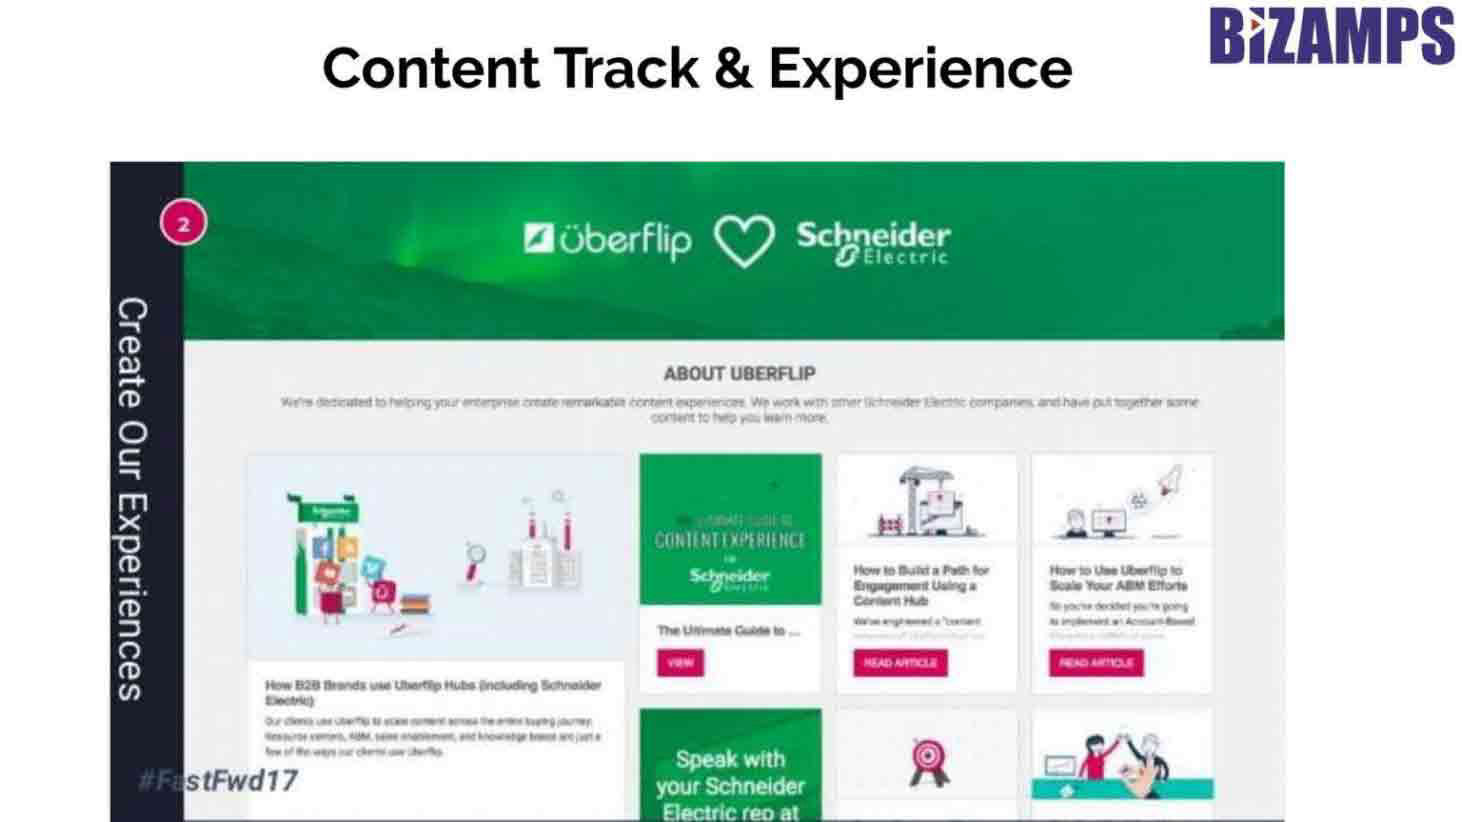 BiZAMPS
Content Track & Experience
2
Create Our Experiences
überflip
Schneider
Electric
ABOUT UBERFLIP
We're dedicated to helping your enterprise create remarkable content experiences. We work with other Schneider Electric companies, and have put together some
content to help you learn more.
Schneider
How B2B Brands use Uberflip Hubs (including Schneider
Electric)
Our clients use Uberflip to scale content across the entire buying journey.
Resource centers, ABM, sales enablement, and knowledge bases are just a
few of the ways our clients use Uberflip.
ULTIMATE GUIDE TO
CONTENT EXPERIENCE
Schneider
Electric
The Ultimate Guide to ...
VIEW
How to Build a Path for
Engagement Using a
Content Hub
We've engineered a "content
READ ARTICLE
How to Use Uberflip to
Scale Your ABM Efforts
So you've decided you're going
to implement an Account-Based
READ ARTICLE
Speak with
your Schneider
Electric rep at
#FastFwd17